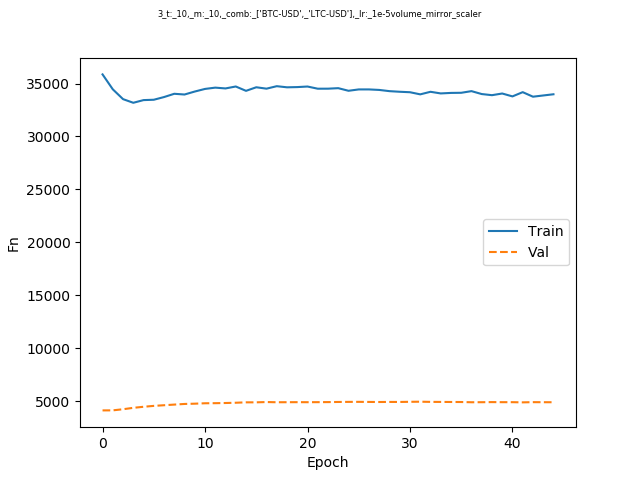 3_t:_10,_m:_10,_comb:_['BTC-USD',_'LTC-USD'],_lr:_1e-5volume_mirror_scaler
35000
30000
25000
20000
15000
10000
5000
Fn
Train
Val
0 10 20 30 40
Epoch